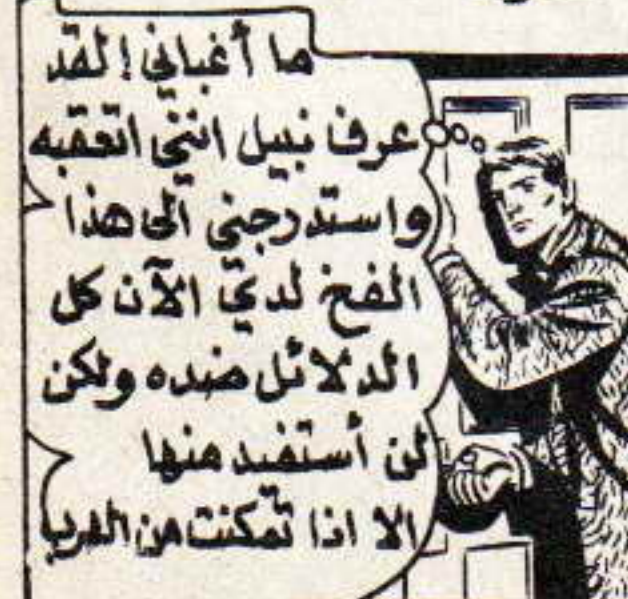 ما أغباني! لقد
عرف نبيل انني اتعقبه
واستدرجني الى هذا
الفخ لديّ الآن كل
الدلائل ضده ولكن
لن أستفيد منها
الا اذا تمكنت من الهرب